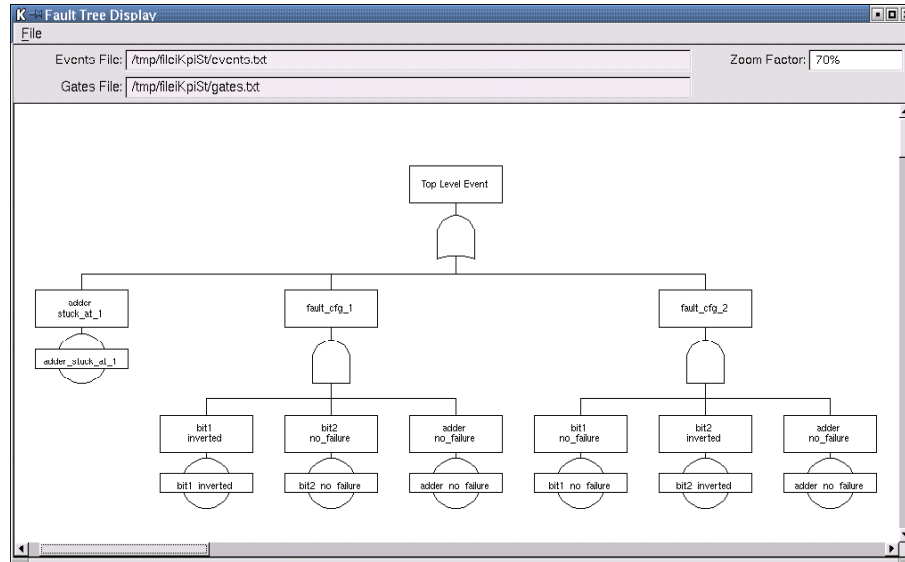 Fault Tree Display
File
Events File: /tmp/fileiKpiSt/events.txt
Zoom Factor: 70%
Gates File: /tmp/fileiKpiSt/gates.txt
Top Level Event
adder
stuck_at_1
fault_cfg_1
fault_cfg_2
adder_stuck_at_1
bit1
inverted
bit2
no_failure
adder
no_failure
bit1
no_failure
bit2
inverted
adder
no_failure
bit1_inverted
bit2_no_failure
adder_no_failure
bit1_no_failure
bit2_inverted
adder_no_failure